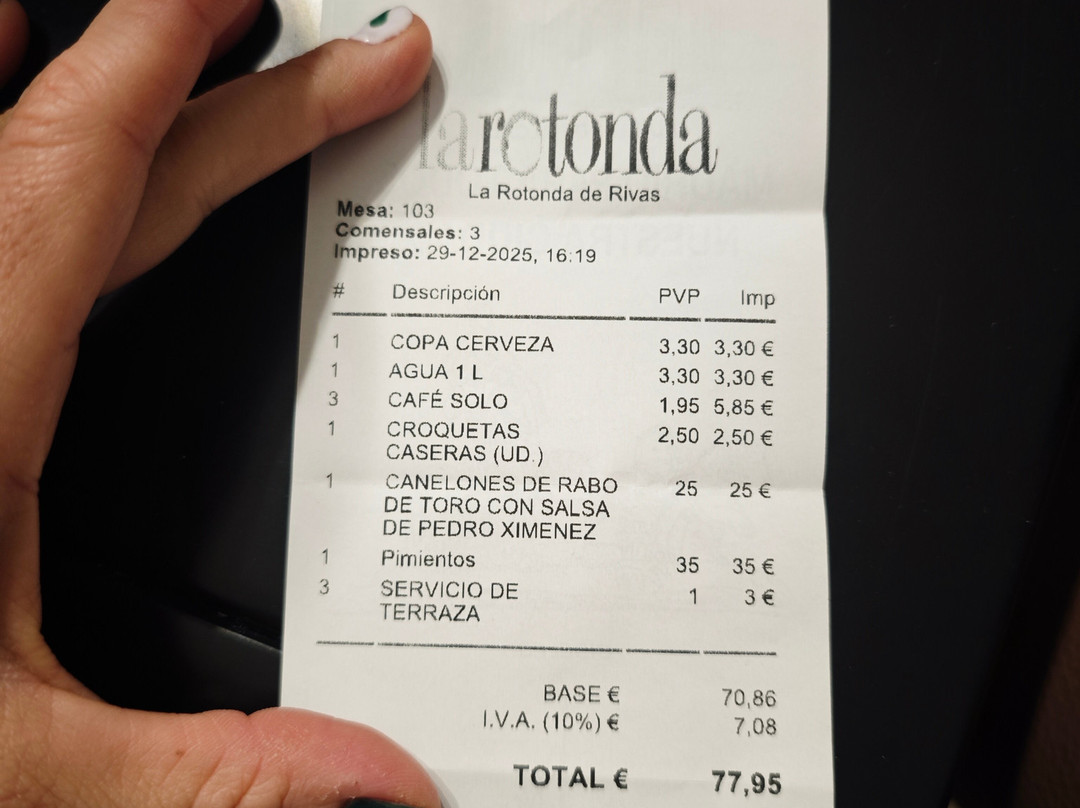 la rotonda
La Rotonda de Rivas
Mesa: 103
Comensales: 3
Impreso: 29-12-2025, 16:19
# Descripción PVP Imp
1 COPA CERVEZA 3,30 3,30 €
1 AGUA 1 L 3,30 3,30 €
3 CAFÉ SOLO 1,95 5,85 €
1 CROQUETAS 2,50 2,50 €
CASERAS (UD.)
1 CANELONES DE RABO 25 25 €
DE TORO CON SALSA
DE PEDRO XIMENEZ
1 Pimientos 35 35 €
3 SERVICIO DE 1 3 €
TERRAZA
BASE € 70,86
I.V.A. (10%) € 7,08
TOTAL € 77,95